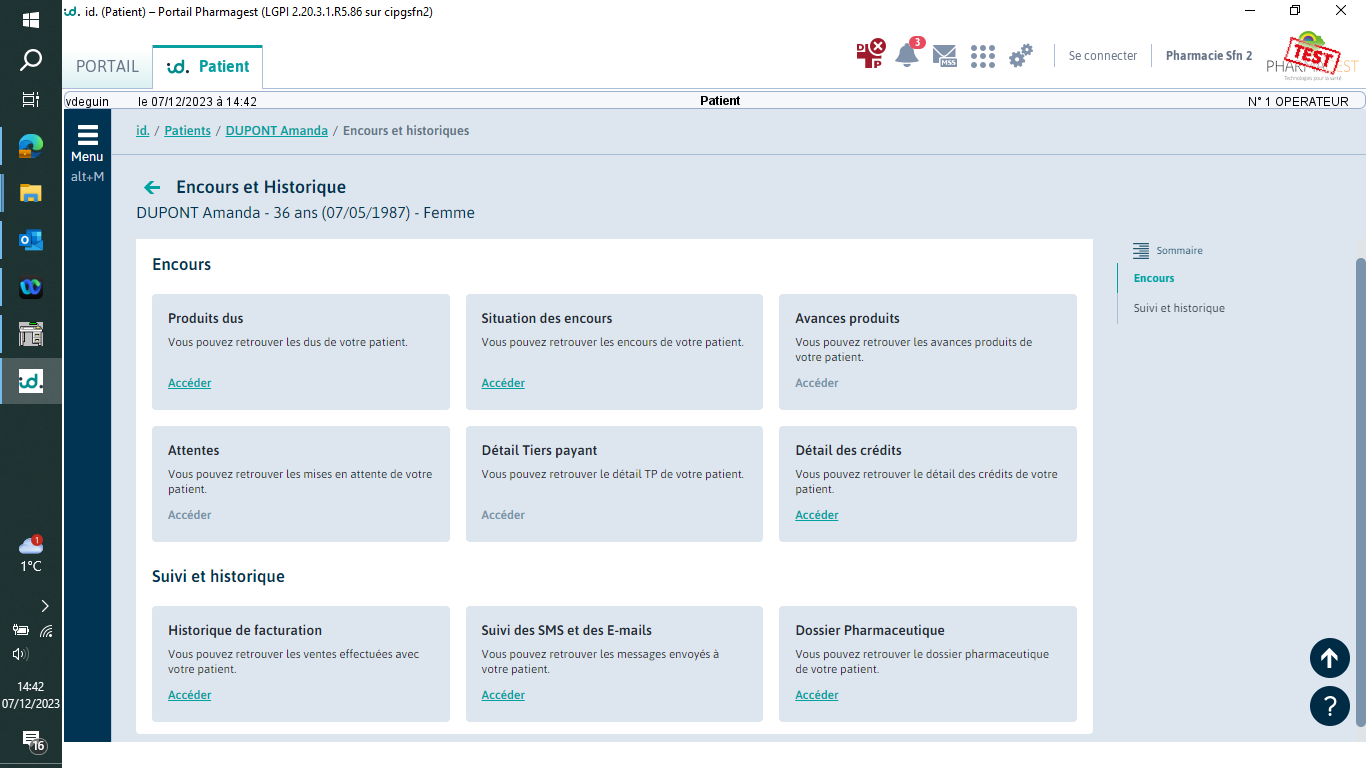 id. (Patient) – Portail Pharmagest (LGPI 2.20.3.1.R5.86 sur cipgsfn2)
PORTAIL
id. Patient
DP
3
MSS
Se connecter
Pharmacie Sfn 2
TEST
Technologies pour la santé
vdeguin
le 07/12/2023 à 14:42
Patient
N° 1 OPERATEUR
Menu
alt+M
id. / Patients / DUPONT Amanda / Encours et historiques
Encours et Historique
DUPONT Amanda - 36 ans (07/05/1987) - Femme
Encours
Produits dus
Vous pouvez retrouver les dus de votre patient.
Accéder
Situation des encours
Vous pouvez retrouver les encours de votre patient.
Accéder
Avances produits
Vous pouvez retrouver les avances produits de
votre patient.
Accéder
Attentes
Vous pouvez retrouver les mises en attente de votre
patient.
Accéder
Détail Tiers payant
Vous pouvez retrouver le détail TP de votre patient.
Accéder
Détail des crédits
Vous pouvez retrouver le détail des crédits de votre
patient.
Accéder
Suivi et historique
Historique de facturation
Vous pouvez retrouver les ventes effectuées avec
votre patient.
Accéder
Suivi des SMS et des E-mails
Vous pouvez retrouver les messages envoyés à
votre patient.
Accéder
Dossier Pharmaceutique
Vous pouvez retrouver le dossier pharmaceutique
de votre patient.
Accéder
Sommaire
Encours
Suivi et historique
?
id.
1
1°C
14:42
07/12/2023
16